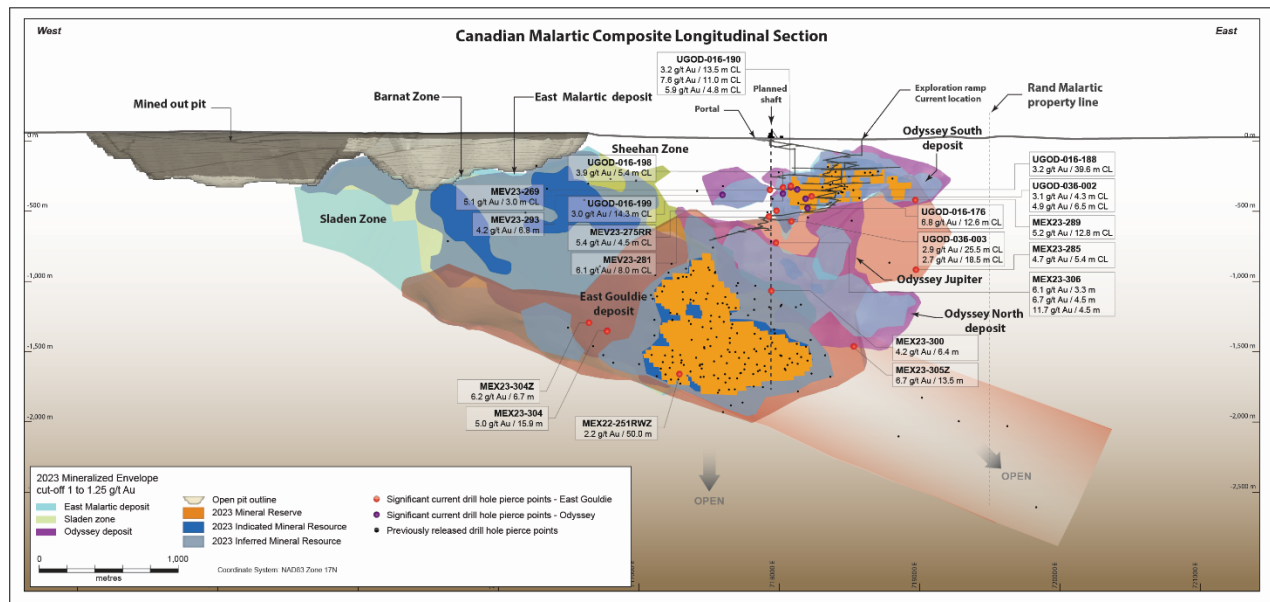 West
East
Canadian Malartic Composite Longitudinal Section
UGOD-016-190
3.2 g/t Au / 13.5 m CL
7.6 g/t Au / 11.0 m CL
5.9 g/t Au / 4.8 m CL
Mined out pit
Barnat Zone
East Malartic deposit
Portal
Planned
shaft
Exploration ramp
Current location
Rand Malartic
property line
0 m
0 m
Odyssey South
deposit
Sheehan Zone
UGOD-016-198
3.9 g/t Au / 5.4 m CL
MEV23-269
5.1 g/t Au / 3.0 m CL
UGOD-016-199
3.0 g/t Au / 14.3 m CL
MEV23-293
4.2 g/t Au / 6.8 m
MEV23-275RR
5.4 g/t Au / 4.5 m CL
MEV23-281
6.1 g/t Au / 8.0 m CL
Sladen Zone
UGOD-016-188
3.2 g/t Au / 39.6 m CL
UGOD-036-002
3.1 g/t Au / 4.3 m CL
4.9 g/t Au / 6.5 m CL
UGOD-016-176
6.8 g/t Au / 12.6 m CL
MEX23-289
5.2 g/t Au / 12.8 m CL
UGOD-036-003
2.9 g/t Au / 25.5 m CL
2.7 g/t Au / 18.5 m CL
MEX23-285
4.7 g/t Au / 5.4 m CL
MEX23-306
6.1 g/t Au / 3.3 m
6.7 g/t Au / 4.5 m
11.7 g/t Au / 4.5 m
-500 m
-500 m
-1,000 m
-1,000 m
Odyssey Jupiter
East Gouldie
deposit
Odyssey North
deposit
MEX23-300
4.2 g/t Au / 6.4 m
MEX23-305Z
6.7 g/t Au / 13.5 m
-1,500 m
-1,500 m
MEX23-304Z
6.2 g/t Au / 6.7 m
MEX23-304
5.0 g/t Au / 15.9 m
MEX22-251RWZ
2.2 g/t Au / 50.0 m
-2,000 m
-2,000 m
OPEN
OPEN
-2,500 m
2023 Mineralized Envelope
cut-off 1 to 1.25 g/t Au
East Malartic deposit
Sladen zone
Odyssey deposit
Open pit outline
2023 Mineral Reserve
2023 Indicated Mineral Resource
2023 Inferred Mineral Resource
Significant current drill hole pierce points - East Gouldie
Significant current drill hole pierce points - Odyssey
Previously released drill hole pierce points
0
1,000
metres
Coordinate System: NAD83 Zone 17N
718000 E
719000 E